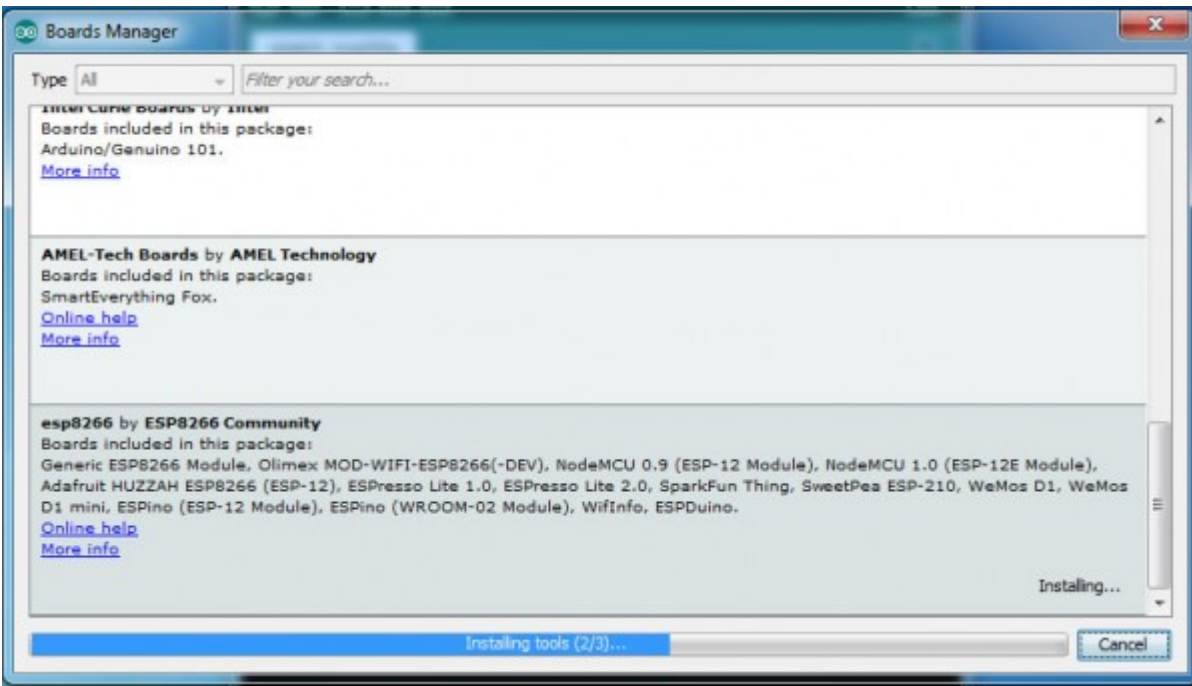 Boards Manager
Type All Filter your search...
Intel Curie Boards by Intel
Boards included in this package:
Arduino/Genuino 101.
More info
AMEL-Tech Boards by AMEL Technology
Boards included in this package:
SmartEverything Fox.
Online help
More info
esp8266 by ESP8266 Community
Boards included in this package:
Generic ESP8266 Module, Olimex MOD-WIFI-ESP8266(-DEV), NodeMCU 0.9 (ESP-12 Module), NodeMCU 1.0 (ESP-12E Module),
Adafruit HUZZAH ESP8266 (ESP-12), ESPresso Lite 1.0, ESPresso Lite 2.0, SparkFun Thing, SweetPea ESP-210, WeMos D1, WeMos
D1 mini, ESPino (ESP-12 Module), ESPino (WROOM-02 Module), WifInfo, ESPDuino.
Online help
More info
Installing...
Installing tools (2/3)...
Cancel